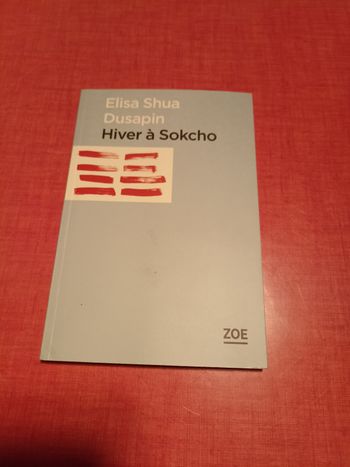 Elisa Shua
Dusapin
Hiver à Sokcho
ZOE